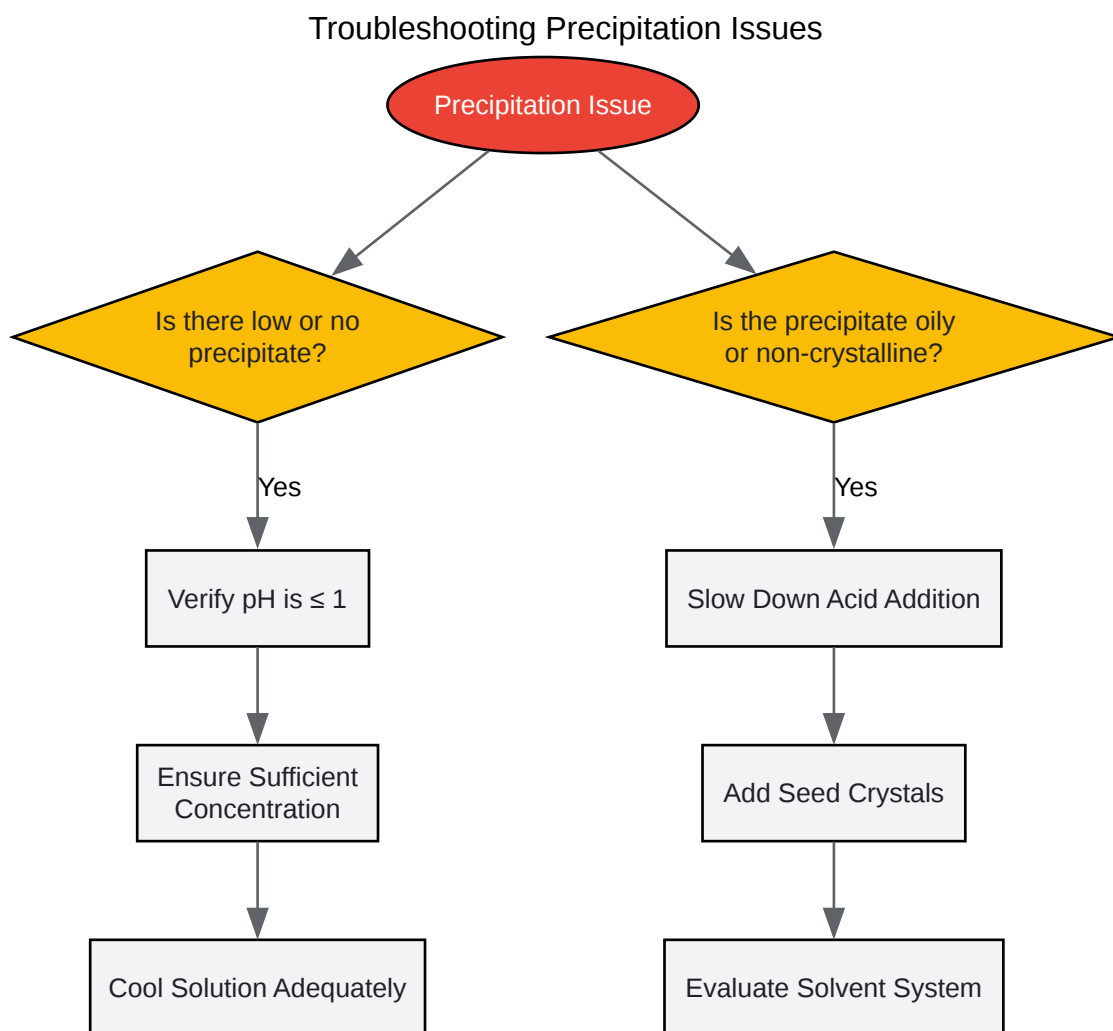 Troubleshooting Precipitation Issues
Precipitation Issue
Is there low or no
precipitate?
Is the precipitate oily
or non-crystalline?
Yes
Yes
Verify pH is ≤ 1
Slow Down Acid Addition
Ensure Sufficient
Concentration
Add Seed Crystals
Cool Solution Adequately
Evaluate Solvent System